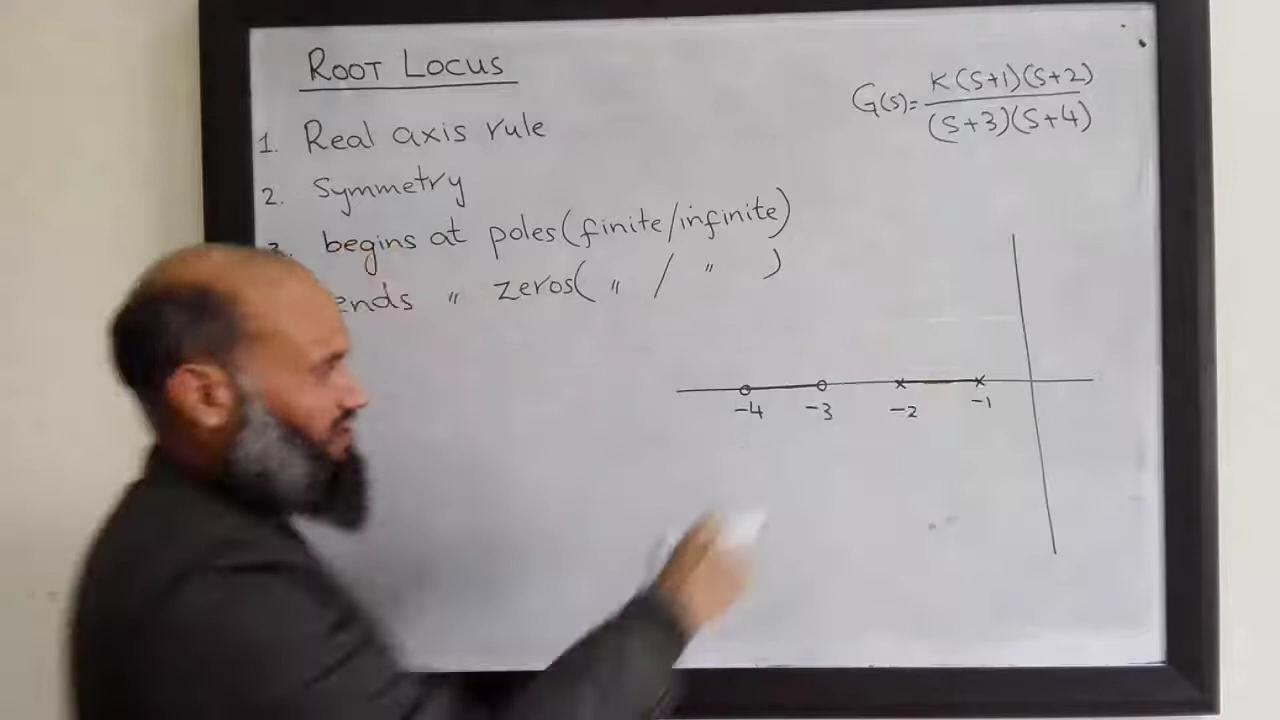 ROOT LOCUS
1. Real axis rule
2. Symmetry
begins at poles (finite/infinite)
ends " zeros ( " / " )
G(s)= K(S+1)(S+2)
(S+3)(S+4)
-4 -3 -2 -1